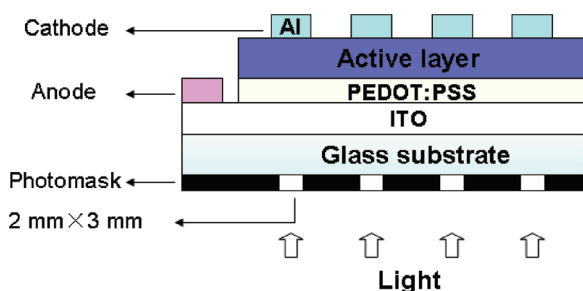 Cathode
Al
Active layer
Anode
PEDOT:PSS
ITO
Glass substrate
Photomask
2 mm×3 mm
Light